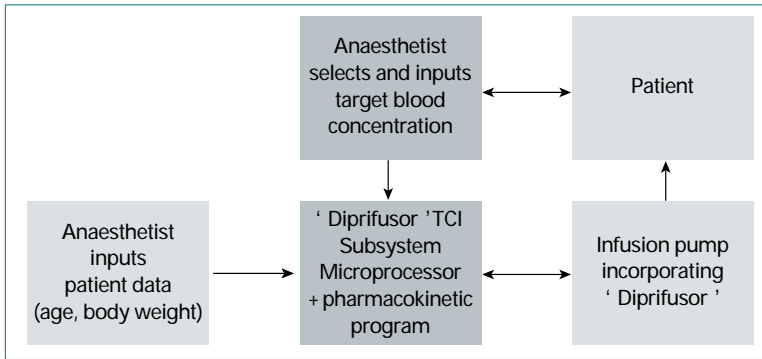 Anaesthetist
selects and inputs
target blood
concentration
Patient
Anaesthetist
inputs
patient data
(age, body weight)
‘ Diprifusor ’TCI
Subsystem
Microprocessor
+ pharmacokinetic
program
Infusion pump
incorporating
‘ Diprifusor ’